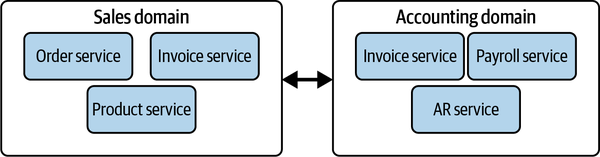 Sales domain
Order service
Invoice service
Product service
Accounting domain
Invoice service
Payroll service
AR service